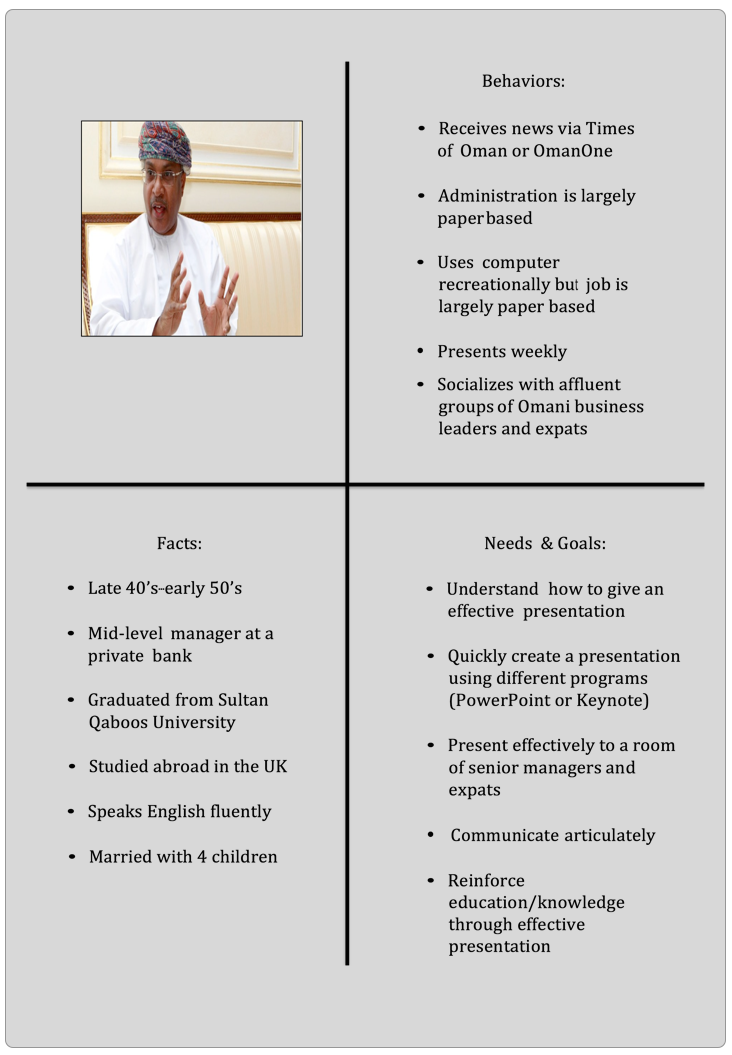 Behaviors:
• Receives news via Times
of Oman or OmanOne
• Administration is largely
paper based
• Uses computer
recreationally but job is
largely paper based
• Presents weekly
• Socializes with affluent
groups of Omani business
leaders and expats
Facts:
• Late 40's-early 50's
• Mid-level manager at a
private bank
• Graduated from Sultan
Qaboos University
• Studied abroad in the UK
• Speaks English fluently
• Married with 4 children
Needs & Goals:
• Understand how to give an
effective presentation
• Quickly create a presentation
using different programs
(PowerPoint or Keynote)
• Present effectively to a room
of senior managers and
expats
• Communicate articulately
• Reinforce
education/knowledge
through effective
presentation